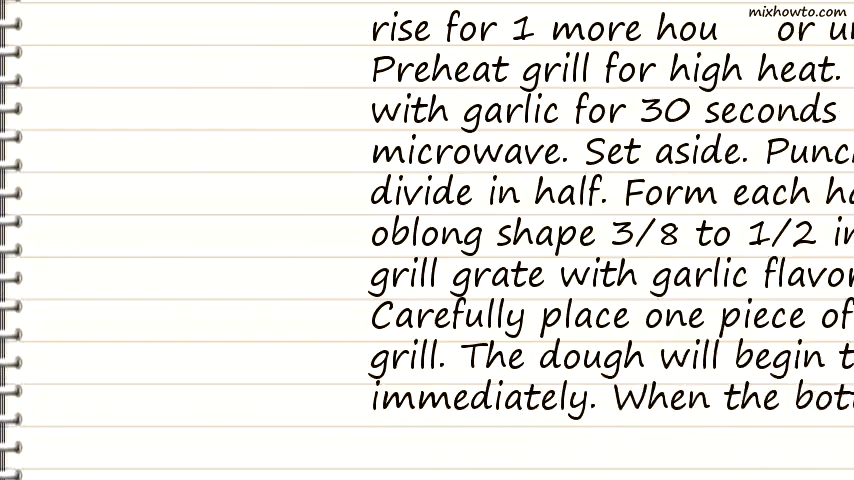 mixhowto.com
rise for 1 more hou or
Preheat grill for high heat.
with garlic for 30 seconds
microwave. Set aside.
divide in half. Form each
oblong shape 3/8 to 1/2
grill grate with garlic
Carefully place one piece of
grill. The dough will begin
immediately. When the